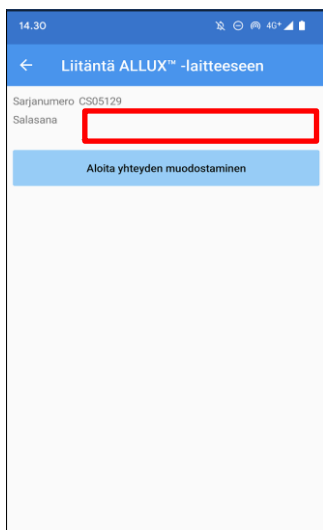 14.30 4G+
Liitäntä ALLUX™ -laitteeseen
Sarjanumero CS05129
Salasana
Aloita yhteyden muodostaminen